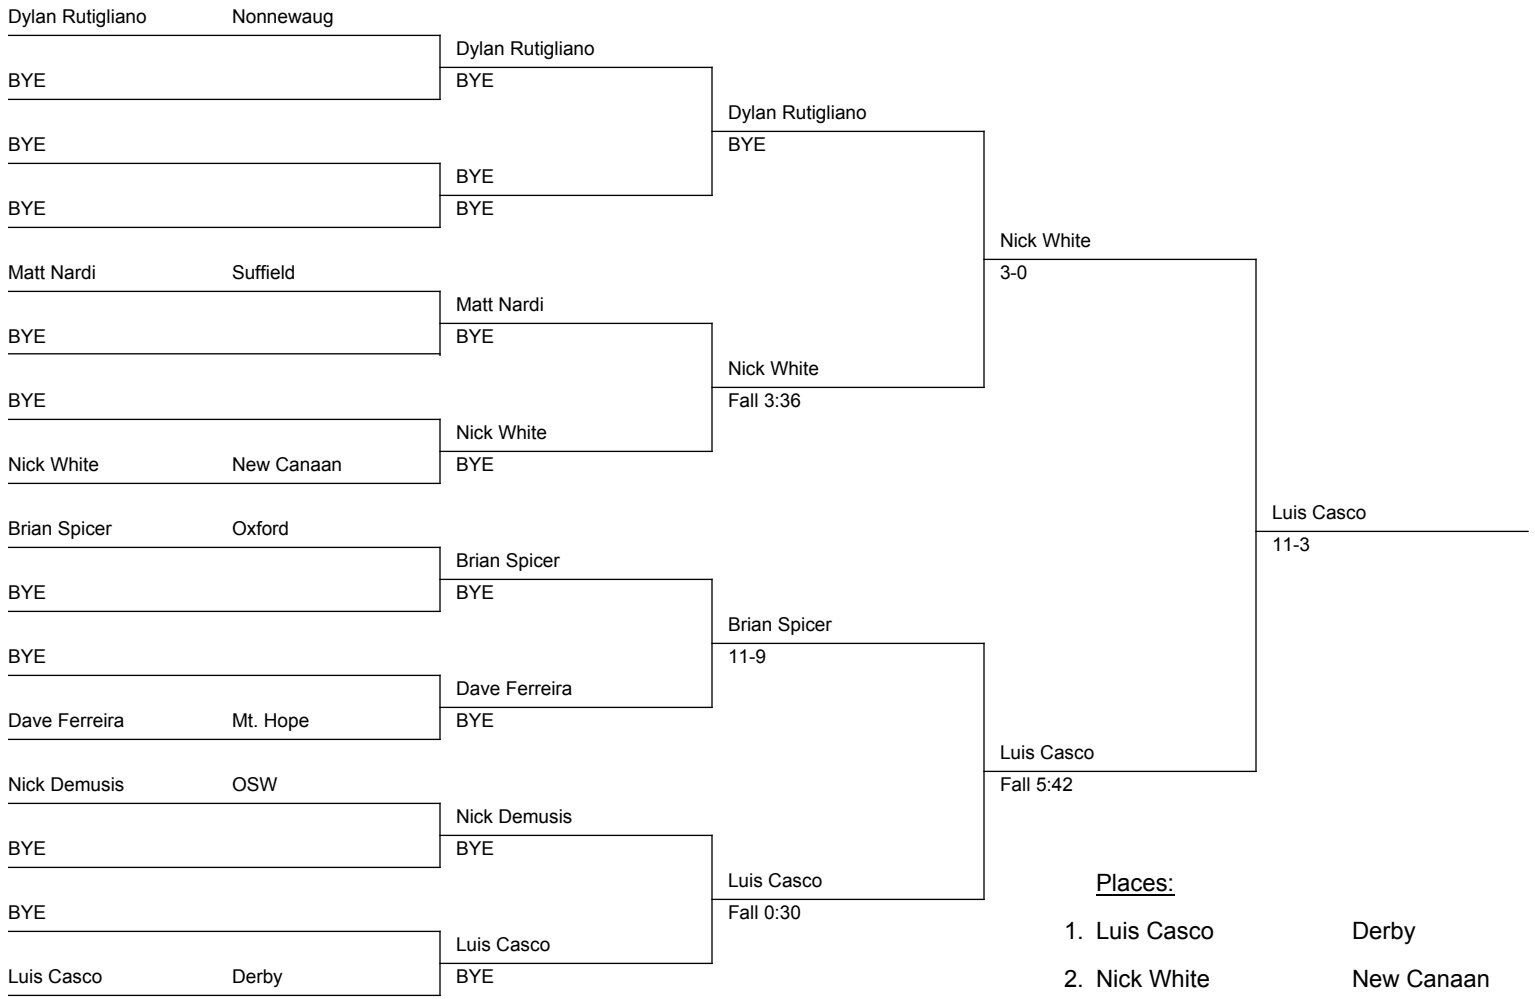 Dylan Rutigliano Nonnewaug
Dylan Rutigliano
BYE BYE
Dylan Rutigliano
BYE BYE
BYE
BYE BYE
Nick White
Matt Nardi Suffield 3-0
Matt Nardi
BYE BYE
Nick White
BYE Fall 3:36
Nick White
Nick White New Canaan BYE
Luis Casco
Brian Spicer Oxford
11-3
Brian Spicer
BYE BYE
Brian Spicer
BYE 11-9
Dave Ferreira
Dave Ferreira Mt. Hope BYE
Luis Casco
Nick Demusis OSW Fall 5:42
Nick Demusis
BYE BYE
Luis Casco Places:
BYE Fall 0:30
1. Luis Casco Derby
Luis Casco
Luis Casco Derby BYE
2. Nick White New Canaan